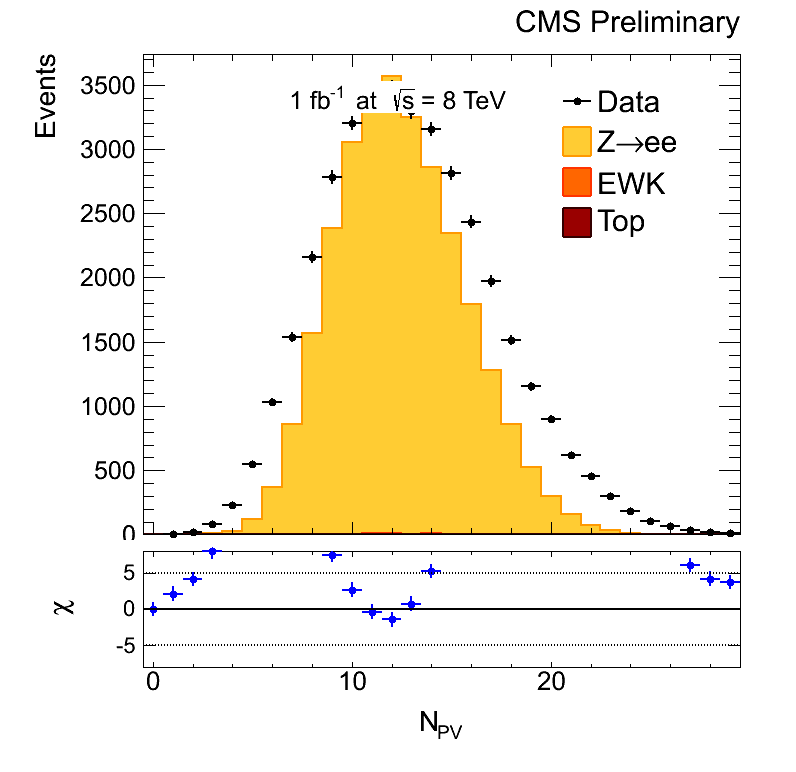 CMS Preliminary
Events
3500
3000
2500
2000
1500
1000
500
0
1 fb-1 at √s = 8 TeV
Data
Z→ee
EWK
Top
χ
5
0
-5
0 10 20
NPV